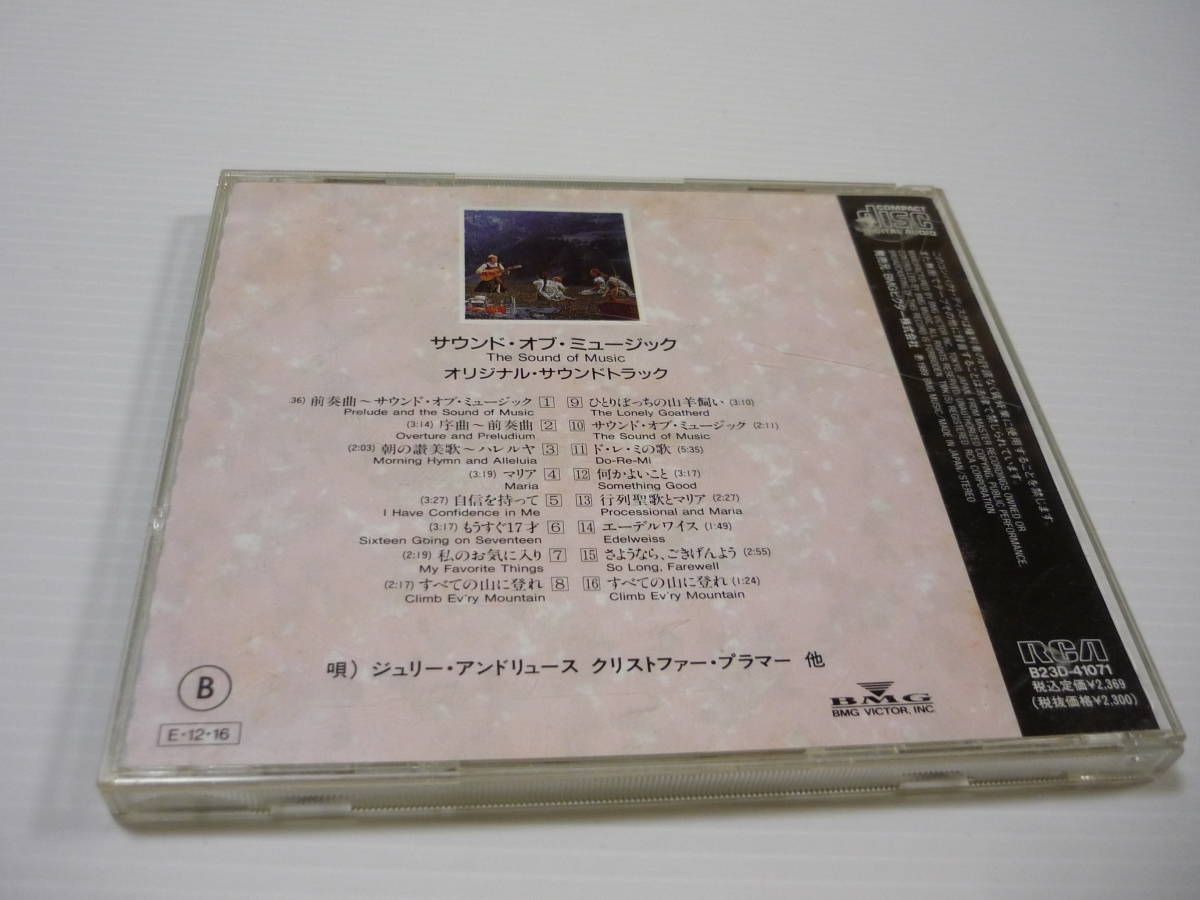 サウンド・オブ・ミュージック
The Sound of Music
オリジナル・サウンドトラック
36) 前奏曲～サウンド・オブ・ミュージック 1
Prelude and the Sound of Music
(3:14) 序曲～前奏曲 2
Overture and Preludium
(2:03) 朝の讃美歌～ハレルヤ 3
Morning Hymn and Alleluia
(3:19) マリア 4
Maria
(3:27) 自信を持って 5
I Have Confidence in Me
(3:17) もうすぐ17才 6
Sixteen Going on Seventeen
(2:19) 私のお気に入り 7
My Favorite Things
(2:17) すべての山に登れ 8
Climb Ev'ry Mountain
9 ひとりぼっちの山羊飼い (3:10)
The Lonely Goatherd
10 サウンド・オブ・ミュージック (2:11)
The Sound of Music
11 ド・レ・ミの歌 (5:35)
Do-Re-Mi
12 何かよいこと (3:17)
Something Good
13 行列聖歌とマリア (2:27)
Processional and Maria
14 エーデルワイス (1:49)
Edelweiss
15 さようなら、ごきげんよう (2:55)
So Long, Farewell
16 すべての山に登れ (1:24)
Climb Ev'ry Mountain
唄) ジュリー・アンドリュース クリストファー・プラマー 他
B
E・12・16
BMG
BMG VICTOR, INC.
COMPACT
disc
DIGITAL AUDIO
RCA
B23D-41071
税込定価¥2,369
(税抜価格¥2,300)